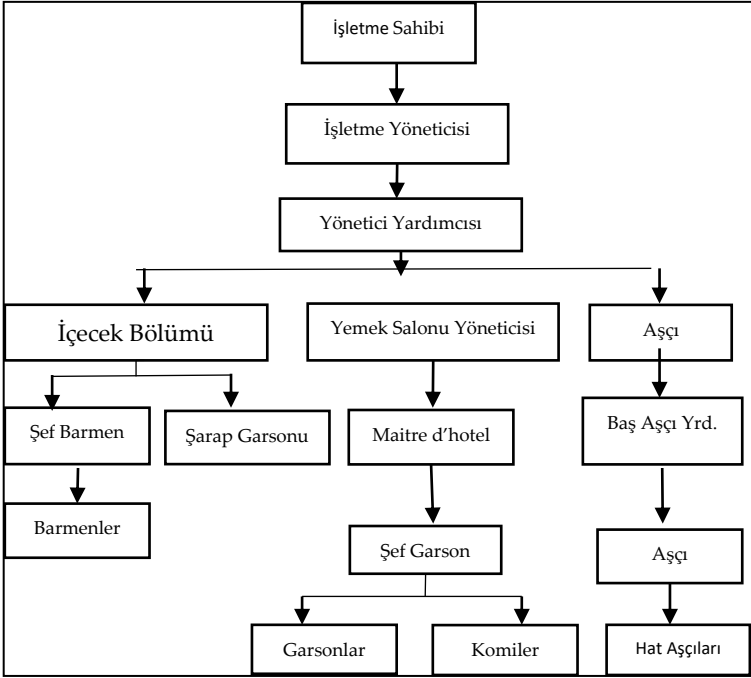 İşletme Sahibi
İşletme Yöneticisi
Yönetici Yardımcısı
İçecek Bölümü
Yemek Salonu Yöneticisi
Aşçı
Şef Barmen
Şarap Garsonu
Maitre d’hotel
Baş Aşçı Yrd.
Barmenler
Şef Garson
Aşçı
Garsonlar
Komiler
Hat Aşçıları